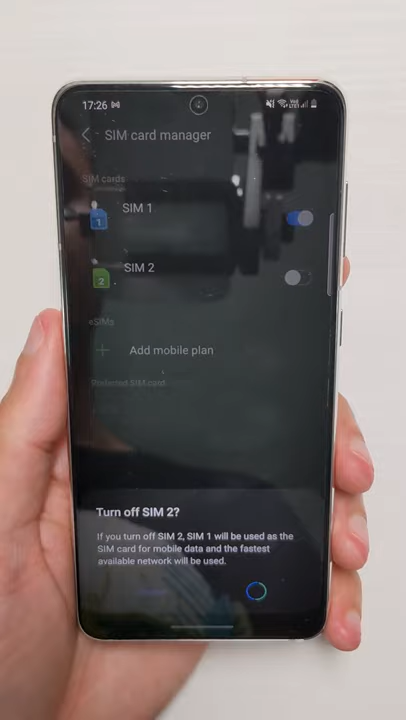 17:26
SIM card manager
SIM cards
1
SIM 1
2
SIM 2
eSIMs
Add mobile plan
Preferred SIM card
Turn off SIM 2?
If you turn off SIM 2, SIM 1 will be used as the
SIM card for mobile data and the fastest
available network will be used.